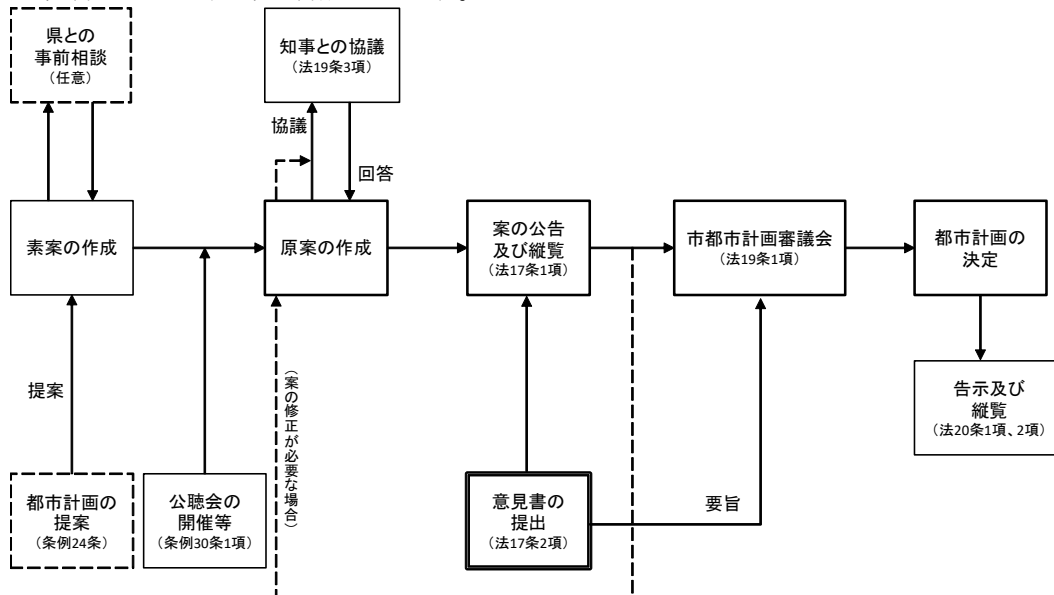 県との
事前相談
（任意）
知事との協議
（法19条3項）
協議
回答
素案の作成
原案の作成
案の公告
及び縦覧
（法17条1項）
市都市計画審議会
（法19条1項）
都市計画の
決定
提案
（案の修正が必要な場合）
告示及び
縦覧
（法20条1項、2項）
都市計画の
提案
（条例24条）
公聴会の
開催等
（条例30条1項）
意見書の
提出
（法17条2項）
要旨